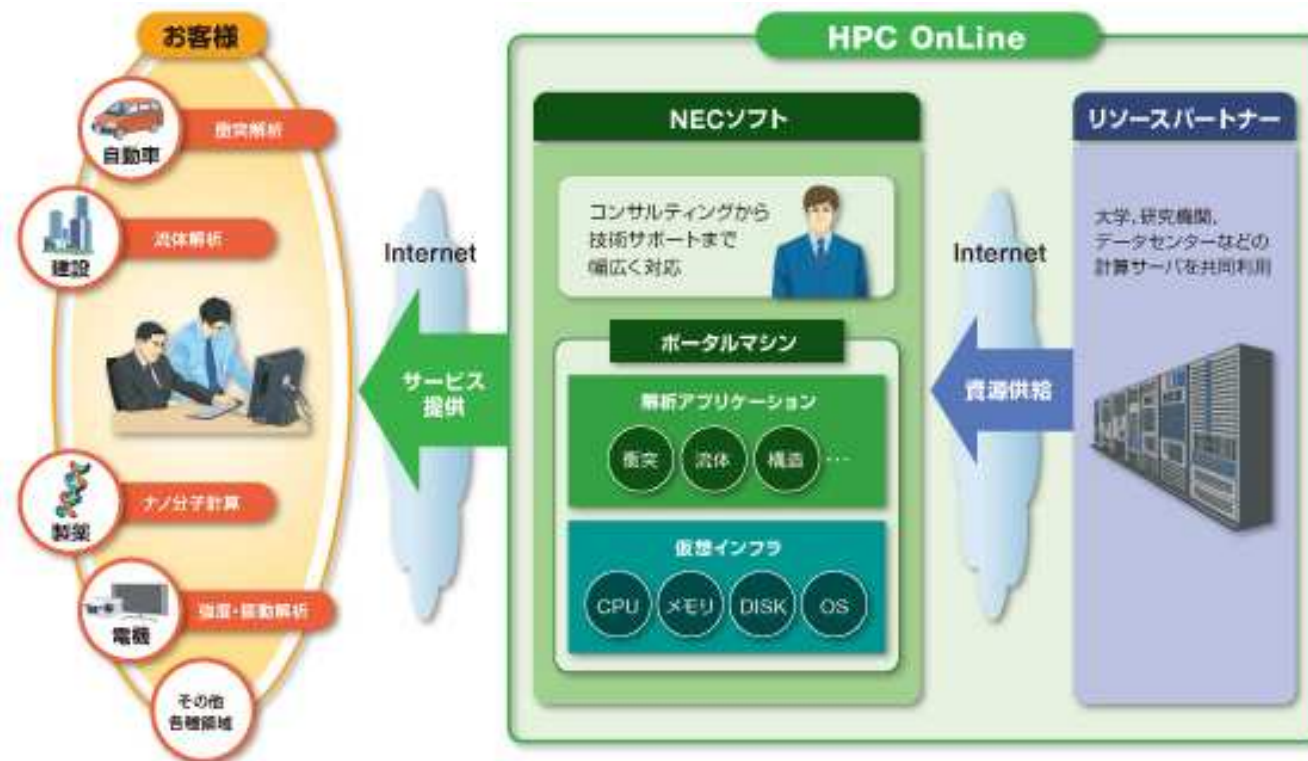 お客様
自動車
衝突解析
建設
流体解析
製薬
ナノ分子計算
電機
強度・振動解析
その他
各種領域
Internet
サービス
提供
HPC OnLine
NECソフト
コンサルティングから
技術サポートまで
幅広く対応
ポータルマシン
解析アプリケーション
衝突
流体
構造
…
仮想インフラ
CPU
メモリ
DISK
OS
Internet
資源供給
リソースパートナー
大学、研究機関、
データセンターなどの
計算サーバを共同利用